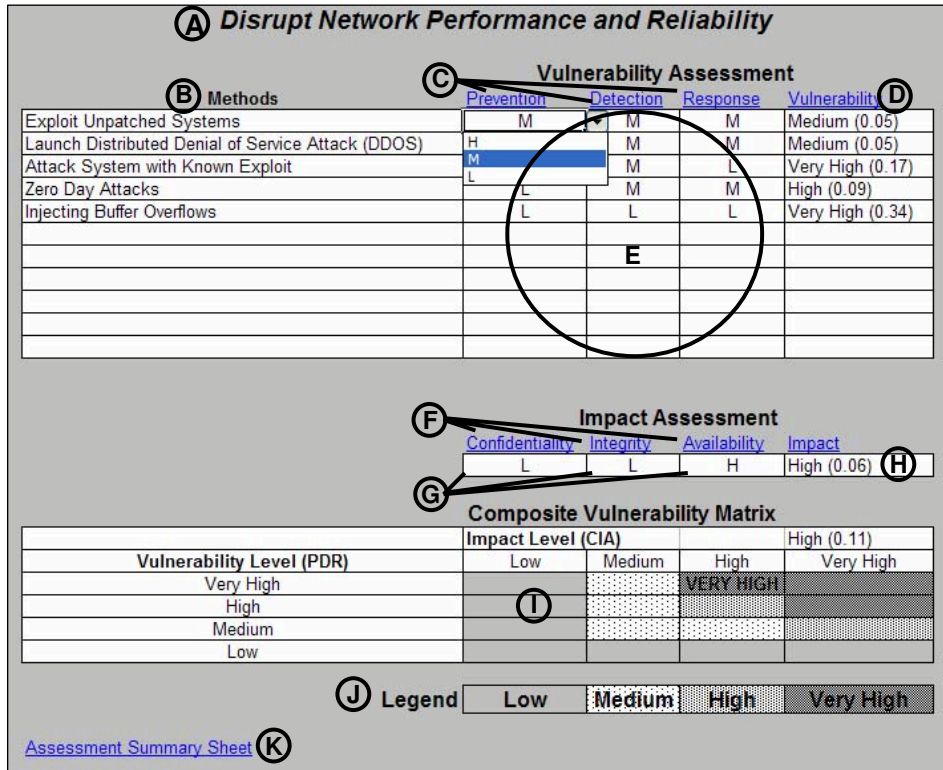 A Disrupt Network Performance and Reliability
Vulnerability Assessment
C
B Methods Prevention Detection Response Vulnerability D
Exploit Unpatched Systems M M M Medium (0.05)
Launch Distributed Denial of Service Attack (DDOS) H M M Medium (0.05)
Attack System with Known Exploit M M L Very High (0.17)
L
Zero Day Attacks L M M High (0.09)
Injecting Buffer Overflows L L L Very High (0.34)
E
F Impact Assessment
Confidentiality Integrity Availability Impact
L L H High (0.06) H
G
Composite Vulnerability Matrix
Impact Level (CIA) High (0.11)
Vulnerability Level (PDR) Low Medium High Very High
Very High VERY HIGH
High I
Medium
Low
J Legend Low Medium High Very High
Assessment Summary Sheet K